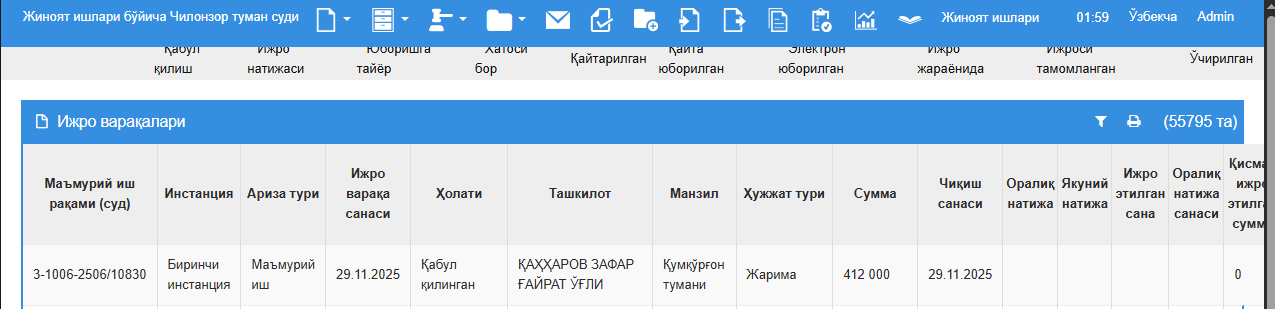 Жиноят ишлари бўйича Чилонзор туман суди Жиноят ишлари 01:59 Ўзбекча Admin
Қабул қилиш
Ижро натижаси
Юборишга тайёр
Хатоси бор
Қайтарилган
Қайта юборилган
Электрон юборилган
Ижро жараёнида
Ижроси тамомланган
Ўчирилган
Ижро варақалари (55795 та)
Маъмурий иш рақами (суд)
Инстанция
Ариза тури
Ижро варақа санаси
Ҳолати
Ташкилот
Манзил
Ҳужжат тури
Сумма
Чиқиш санаси
Оралиқ натижа
Якуний натижа
Ижро этилган сана
Оралиқ натижа санаси
3-1006-2506/10830
Биринчи инстанция
Маъмурий иш
29.11.2025
Қабул қилинган
ҚАҲҲАРОВ ЗАФАР ҒАЙРАТ ЎҒЛИ
Қумқўрғон тумани
Жарима
412 000
29.11.2025
0